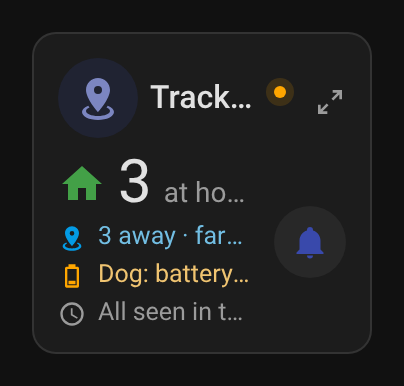 Track...
3 at ho...
3 away · far...
Dog: battery...
All seen in t...